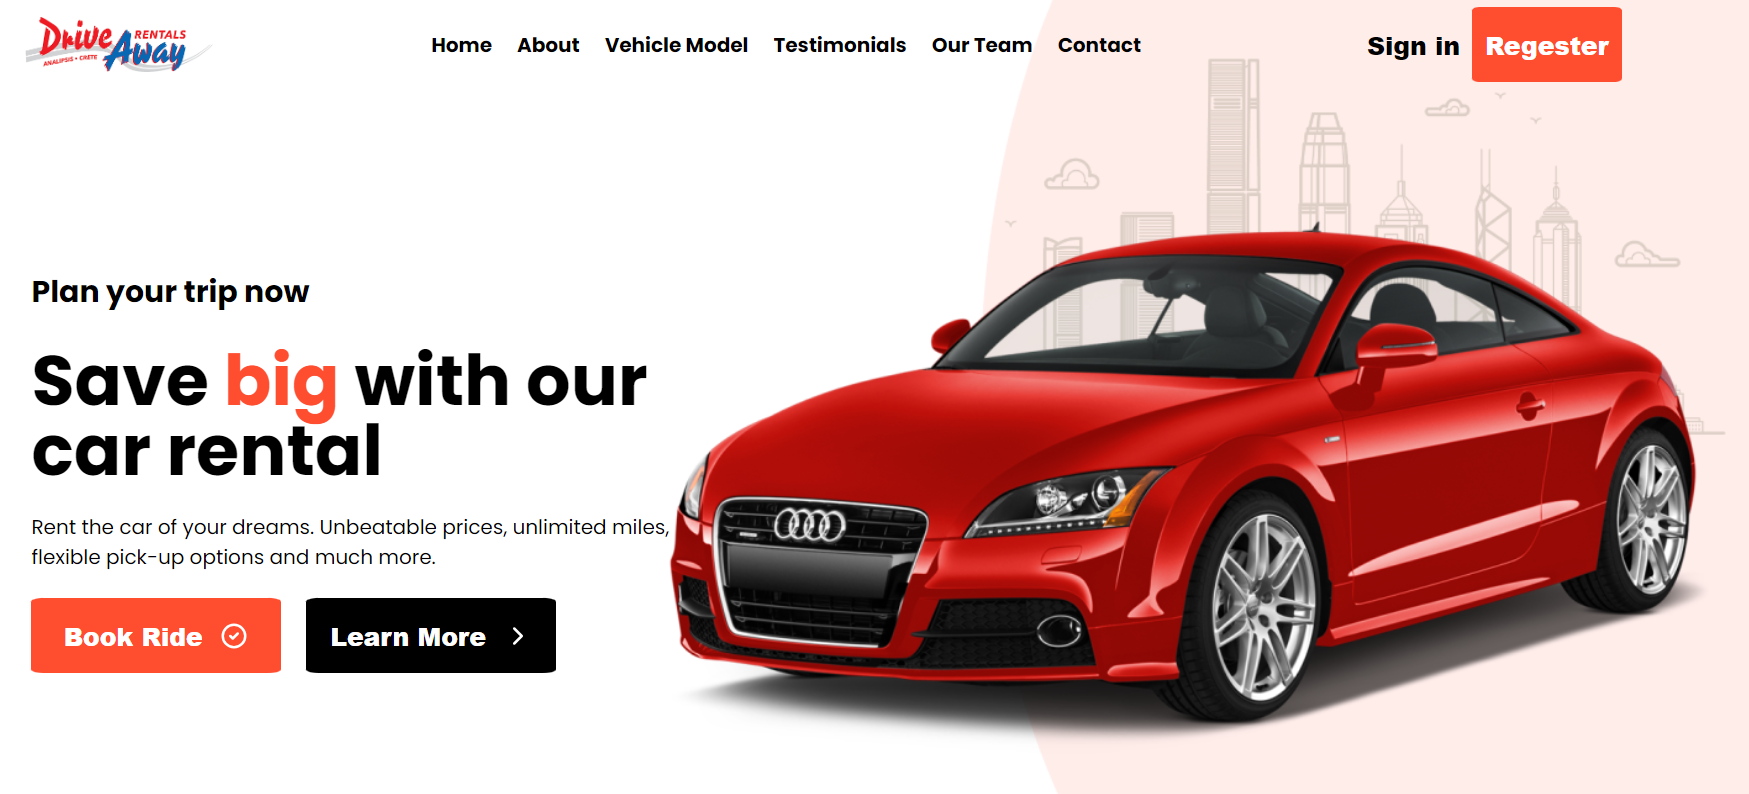 Drive RENTALS
Away
ANALIPSIS • CRETE
Home About Vehicle Model Testimonials Our Team Contact
Sign in Regester
Plan your trip now
Save big with our
car rental
Rent the car of your dreams. Unbeatable prices, unlimited miles,
flexible pick-up options and much more.
Book Ride Learn More